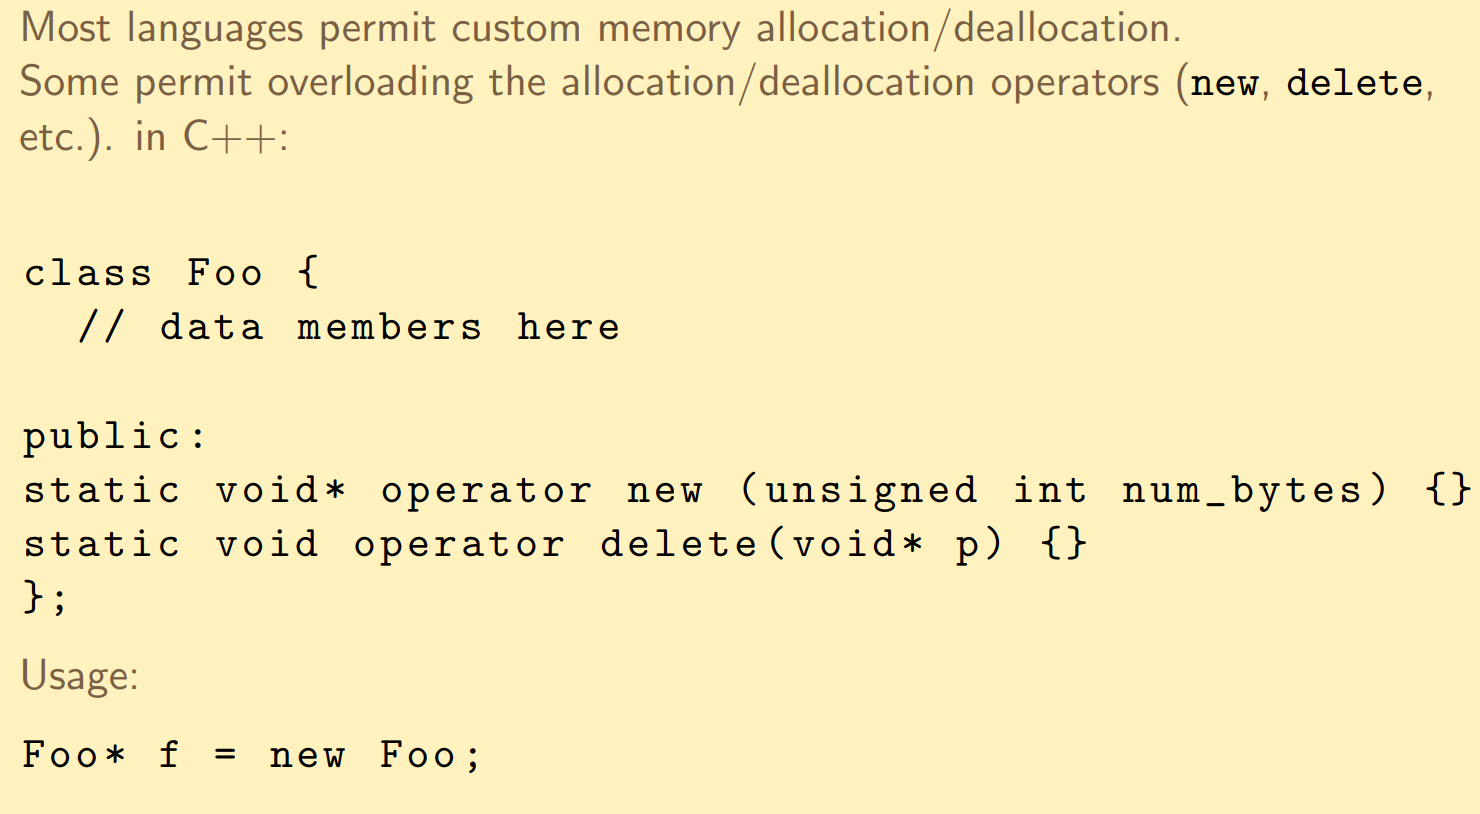 Most languages permit custom memory allocation/deallocation.
Some permit overloading the allocation/deallocation operators (new, delete,
etc.). in C++:
class Foo {
  // data members here
public:
static void* operator new (unsigned int num_bytes) {}
static void operator delete(void* p) {}
};
Usage:
Foo* f = new Foo;